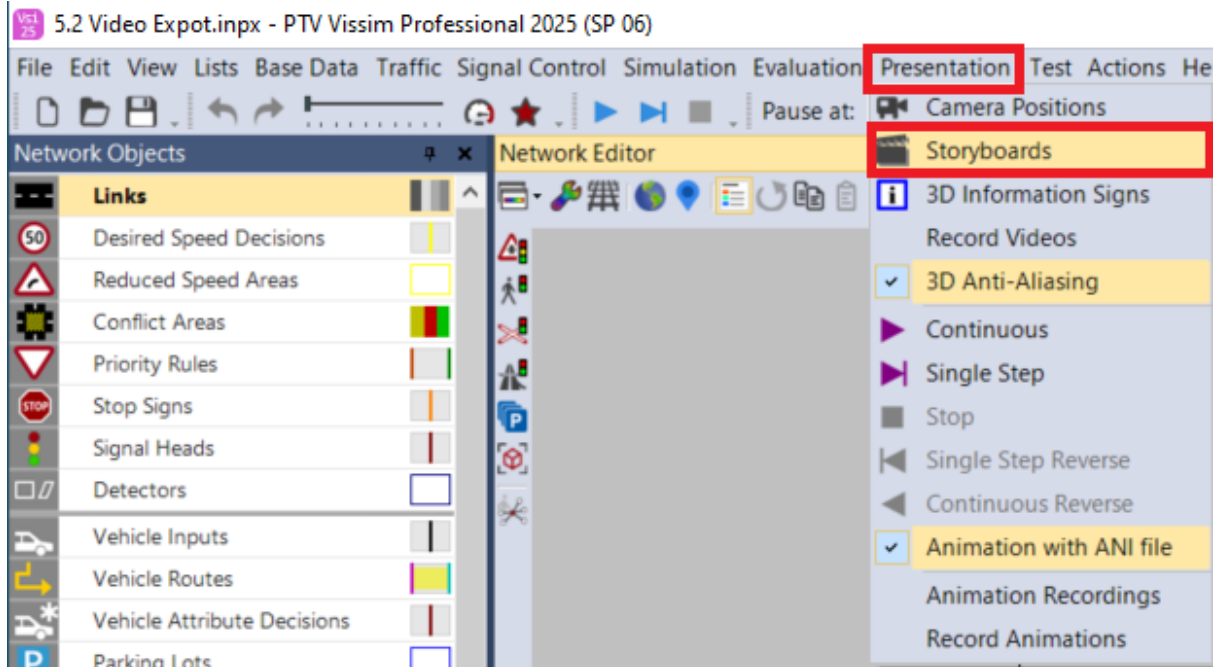 Vs1
25
5.2 Video Expot.inpx - PTV Vissim Professional 2025 (SP 06)
File Edit View Lists Base Data Traffic Signal Control Simulation Evaluation Presentation Test Actions He
Pause at:
Network Objects
Links
50
Desired Speed Decisions
Reduced Speed Areas
Conflict Areas
Priority Rules
STOP
Stop Signs
Signal Heads
Detectors
Vehicle Inputs
Vehicle Routes
Vehicle Attribute Decisions
P
Parking Lots
Network Editor
P
Camera Positions
Storyboards
i
3D Information Signs
Record Videos
3D Anti-Aliasing
Continuous
Single Step
Stop
Single Step Reverse
Continuous Reverse
Animation with ANI file
Animation Recordings
Record Animations